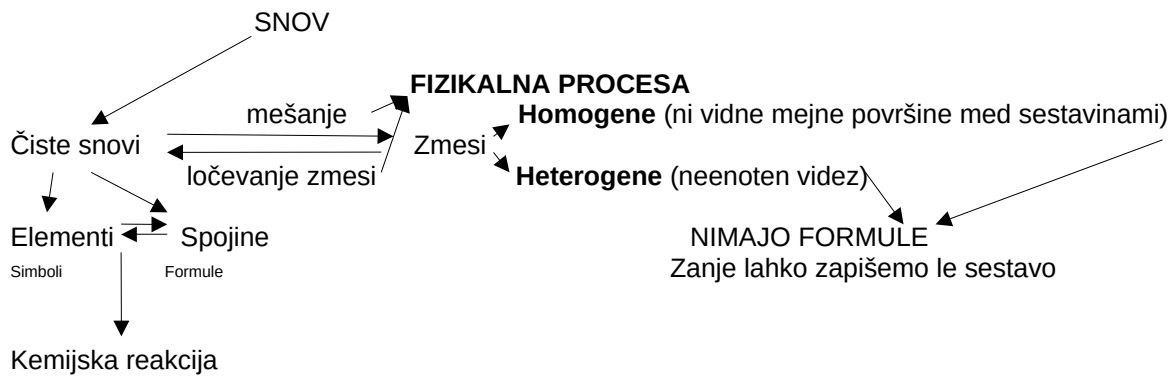 SNOV
FIZIKALNA PROCESA
mešanje
Homogene (ni vidne mejne površine med sestavinami)
Čiste snovi
Zmesi
ločevanje zmesi
Heterogene (neenoten videz)
Elementi
Spojine
NIMAJO FORMULE
Simboli
Formule
Zanje lahko zapišemo le sestavo
Kemijska reakcija